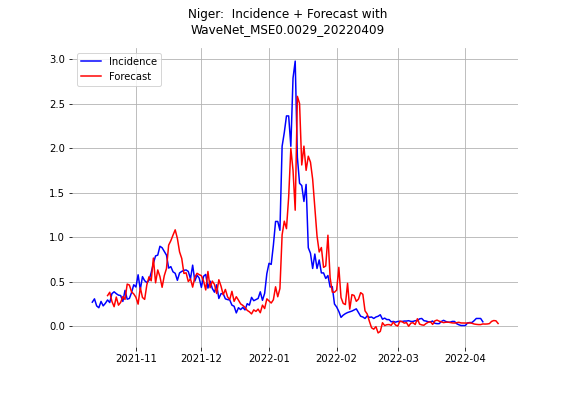 Niger:  Incidence + Forecast with
WaveNet_MSE0.0029_20220409
Incidence
Forecast
3.0
2.5
2.0
1.5
1.0
0.5
0.0
2021-11 2021-12 2022-01 2022-02 2022-03 2022-04